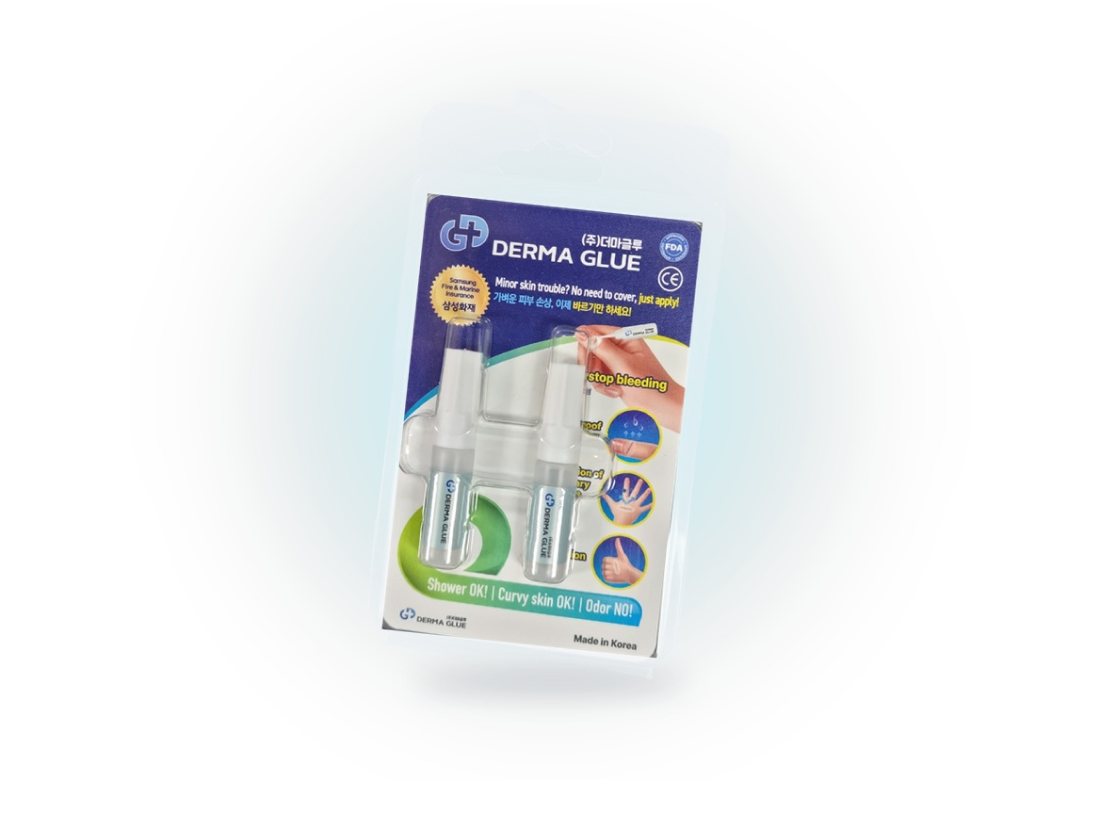 (주)더마글루
DERMA GLUE
FDA
CE
Samsung
Fire & Marine
Insurance
삼성화재
Minor skin trouble? No need to cover, just apply!
가벼운 피부 손상, 이제 바르기만 하세요!
stop bleeding
DERMA GLUE
DERMA GLUE
Shower OK! | Curvy skin OK! | Odor NO!
DERMA GLUE
Made in Korea